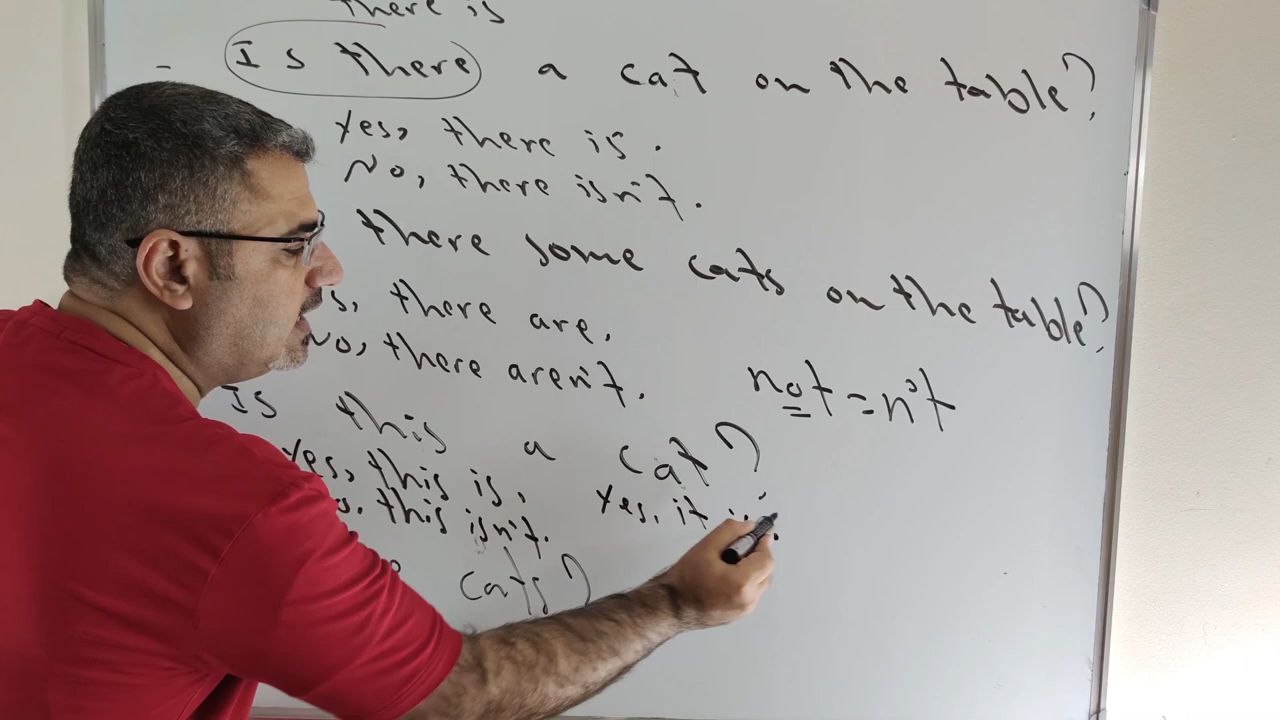 there is
- Is there a cat on the table?
Yes, there is.
No, there isn't.
there some cats on the table?
s, there are.
No, there aren't.
not = n't
Is this a cat?
Yes, this is. Yes, it
this isn't.
cats?